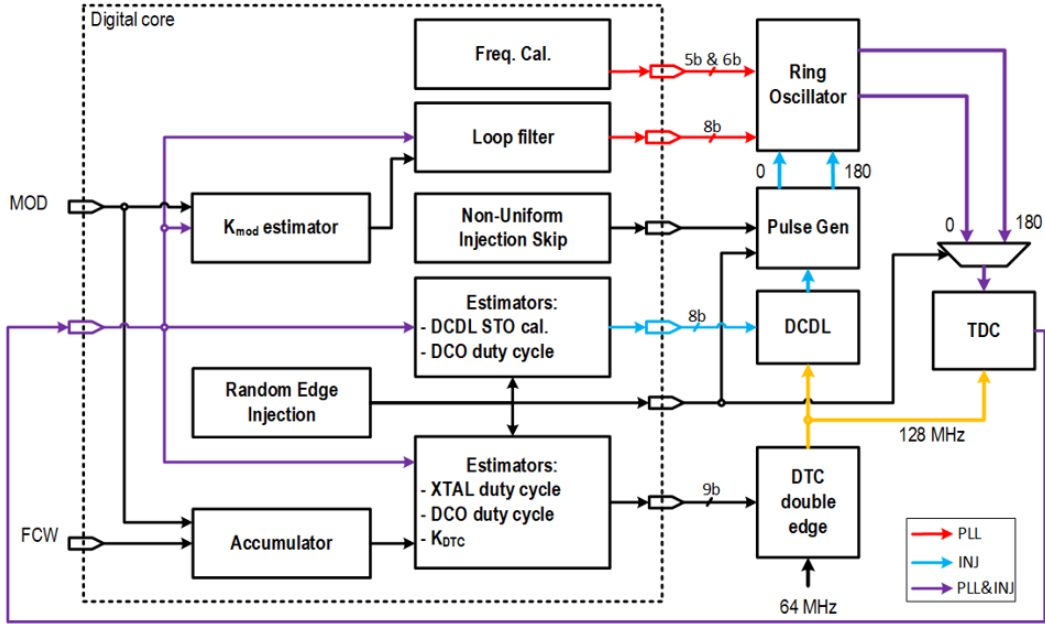 Digital core
Freq. Cal.
5b & 6b
Ring
Oscillator
Loop filter
8b
0
180
MOD
K_mod estimator
Non-Uniform
Injection Skip
Pulse Gen
0
180
Estimators:
- DCDL STO cal.
- DCO duty cycle
8b
DCDL
TDC
Random Edge
Injection
128 MHz
Estimators:
- XTAL duty cycle
- DCO duty cycle
- K_DTC
9b
DTC
double
edge
FCW
Accumulator
64 MHz
PLL
INJ
PLL&INJ